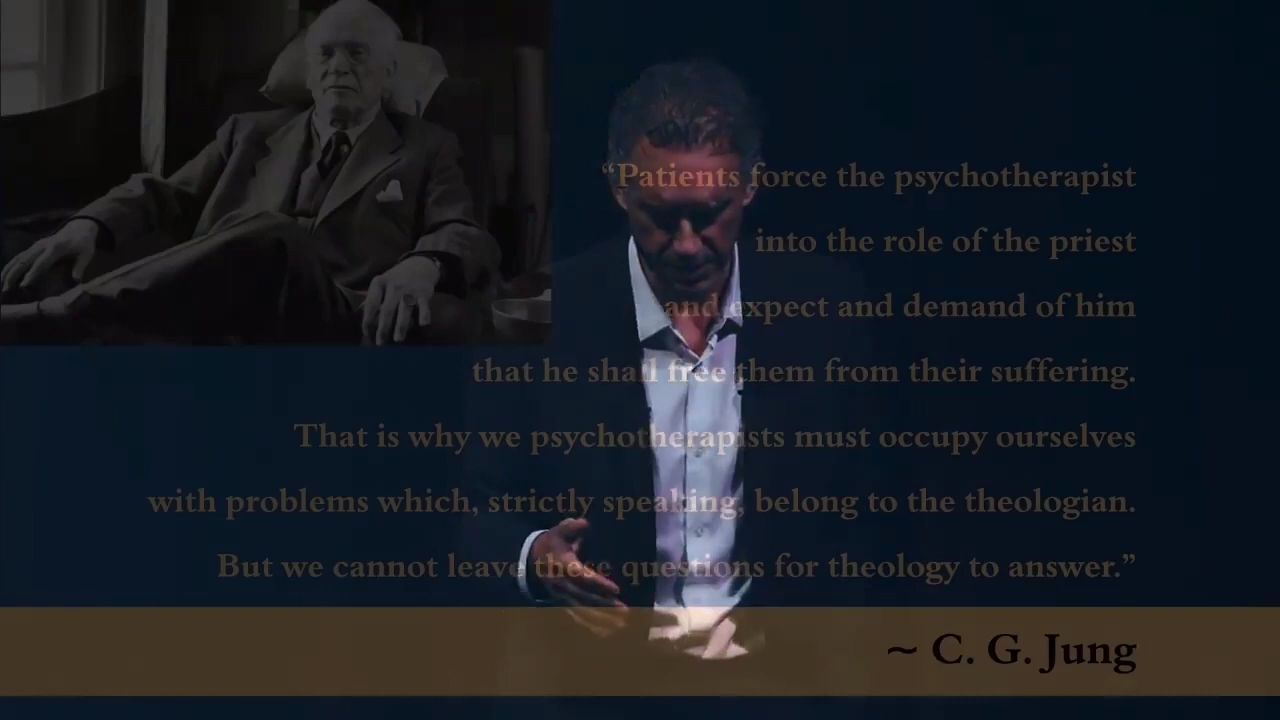 “Patients force the psychotherapist
into the role of the priest
and expect and demand of him
that he shall free them from their suffering.
That is why we psychotherapists must occupy ourselves
with problems which, strictly speaking, belong to the theologian.
But we cannot leave these questions for theology to answer.”
~ C. G. Jung